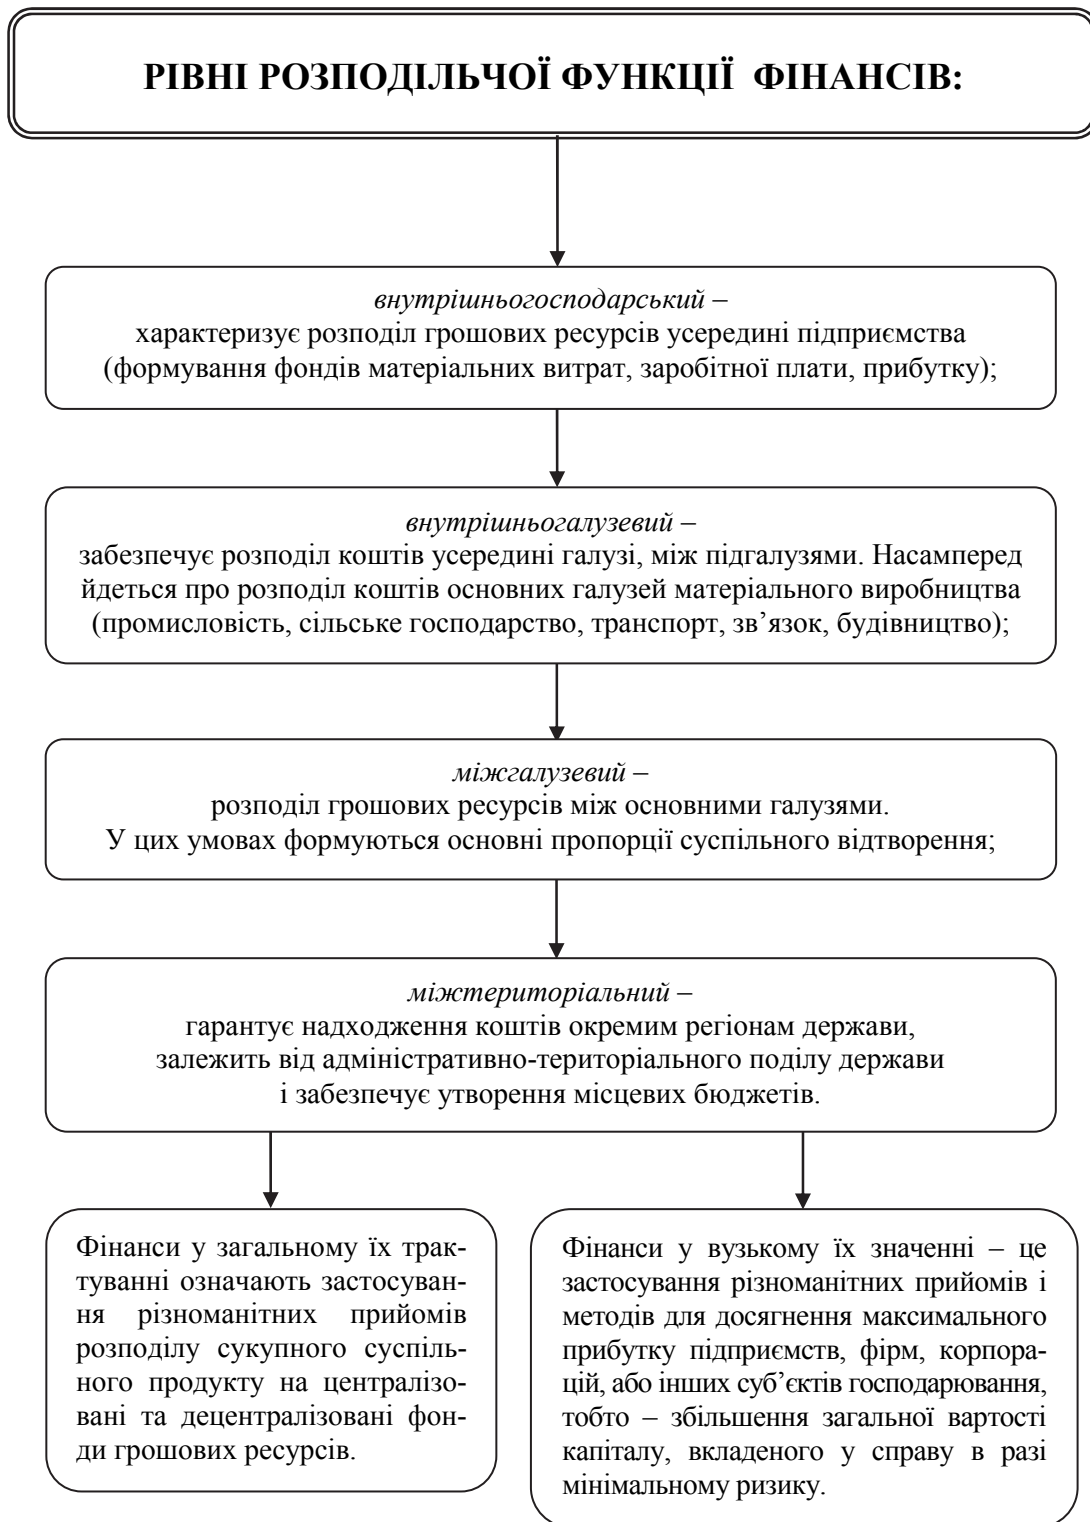 РІВНІ РОЗПОДІЛЬЧОЇ ФУНКЦІЇ ФІНАНСІВ:
внутрішньогосподарський –
характеризує розподіл грошових ресурсів усередині підприємства
(формування фондів матеріальних витрат, заробітної плати, прибутку);
внутрішньогалузевий –
забезпечує розподіл коштів усередині галузі, між підгалузями. Насамперед
йдеться про розподіл коштів основних галузей матеріального виробництва
(промисловість, сільське господарство, транспорт, зв’язок, будівництво);
міжгалузевий –
розподіл грошових ресурсів між основними галузями.
У цих умовах формуються основні пропорції суспільного відтворення;
міжтериторіальний –
гарантує надходження коштів окремим регіонам держави,
залежить від адміністративно-територіального поділу держави
і забезпечує утворення місцевих бюджетів.
Фінанси у загальному їх трак-
туванні означають застосуван-
ня різноманітних прийомів
розподілу сукупного суспіль-
ного продукту на централізо-
вані та децентралізовані фон-
ди грошових ресурсів.
Фінанси у вузькому їх значенні – це
застосування різноманітних прийомів і
методів для досягнення максимального
прибутку підприємств, фірм, корпора-
цій, або інших суб’єктів господарювання,
тобто – збільшення загальної вартості
капіталу, вкладеного у справу в разі
мінімальному ризику.